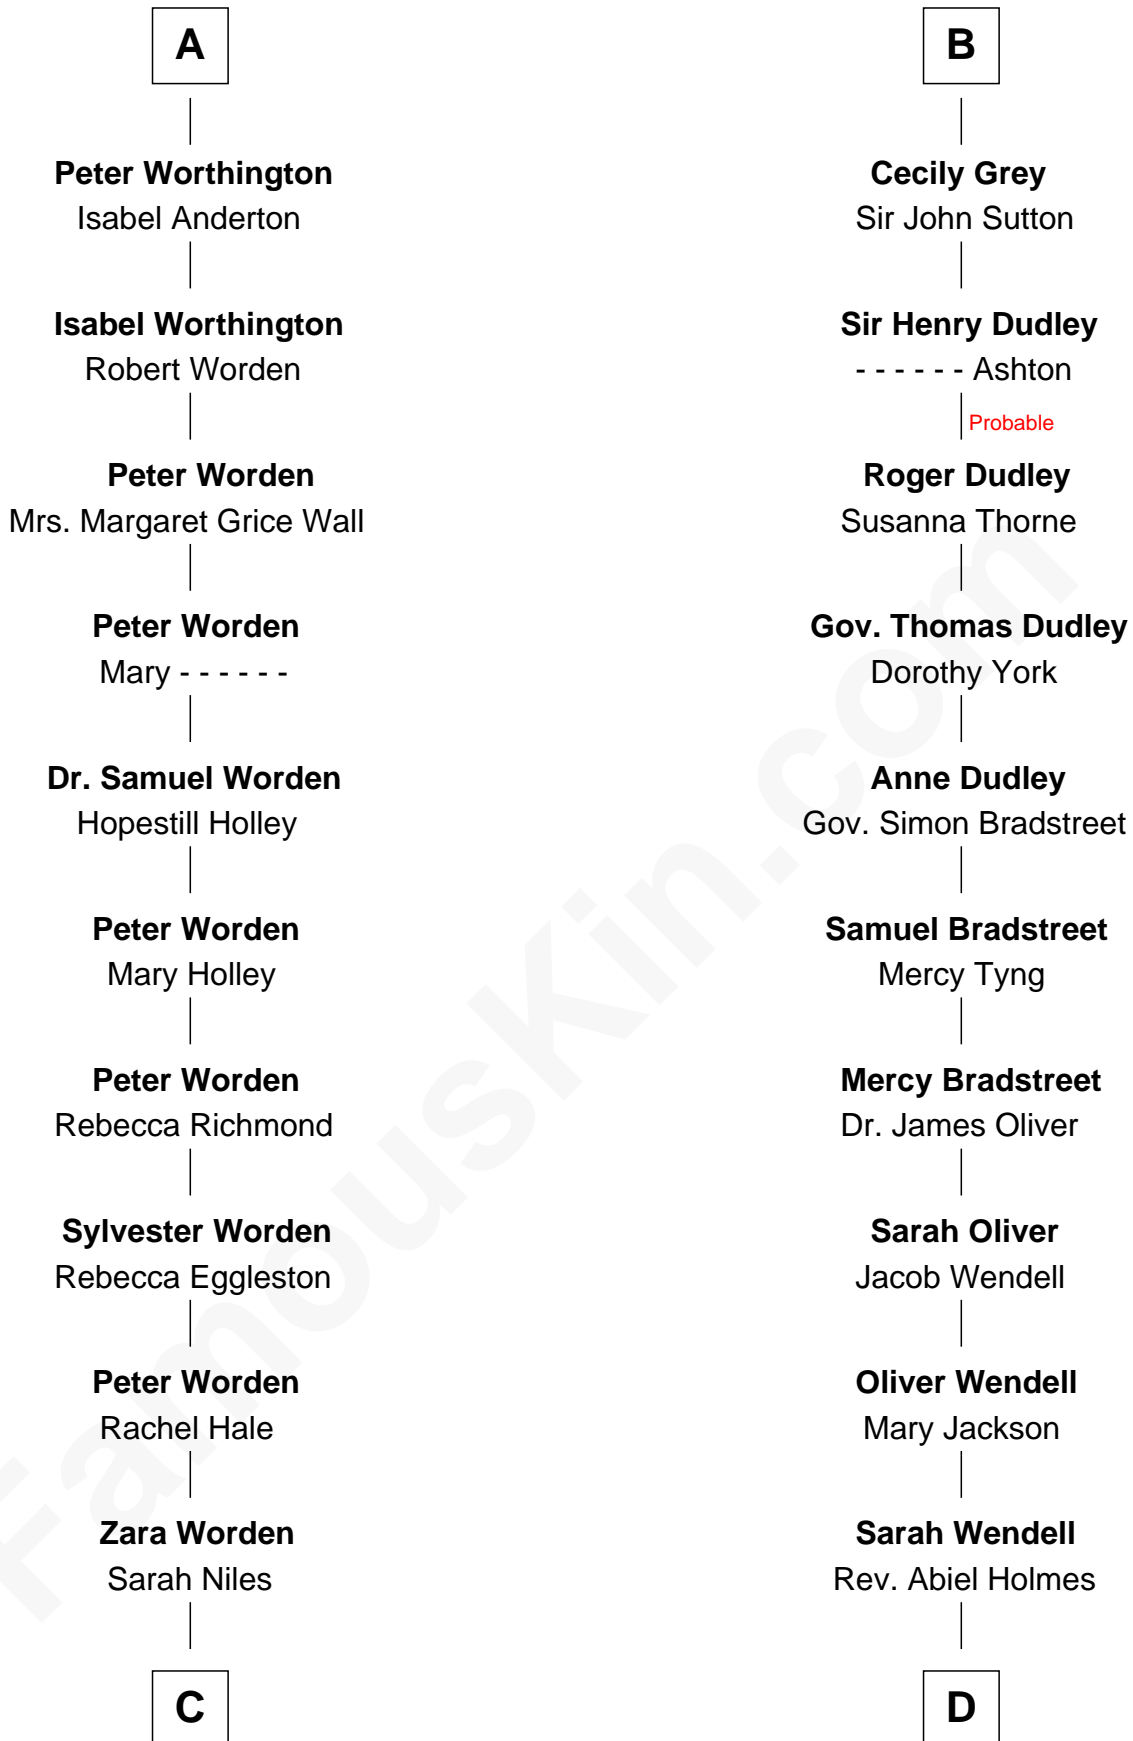 A
Peter Worthington
Isabel Anderton
Isabel Worthington
Robert Worden
Peter Worden
Mrs. Margaret Grice Wall
Peter Worden
Mary - - - - - -
Dr. Samuel Worden
Hopestill Holley
Peter Worden
Mary Holley
Peter Worden
Rebecca Richmond
Sylvester Worden
Rebecca Eggleston
Peter Worden
Rachel Hale
Zara Worden
Sarah Niles
C
B
Cecily Grey
Sir John Sutton
Sir Henry Dudley
- - - - - - Ashton
Probable
Roger Dudley
Susanna Thorne
Gov. Thomas Dudley
Dorothy York
Anne Dudley
Gov. Simon Bradstreet
Samuel Bradstreet
Mercy Tyng
Mercy Bradstreet
Dr. James Oliver
Sarah Oliver
Jacob Wendell
Oliver Wendell
Mary Jackson
Sarah Wendell
Rev. Abiel Holmes
D
FamousKin.com